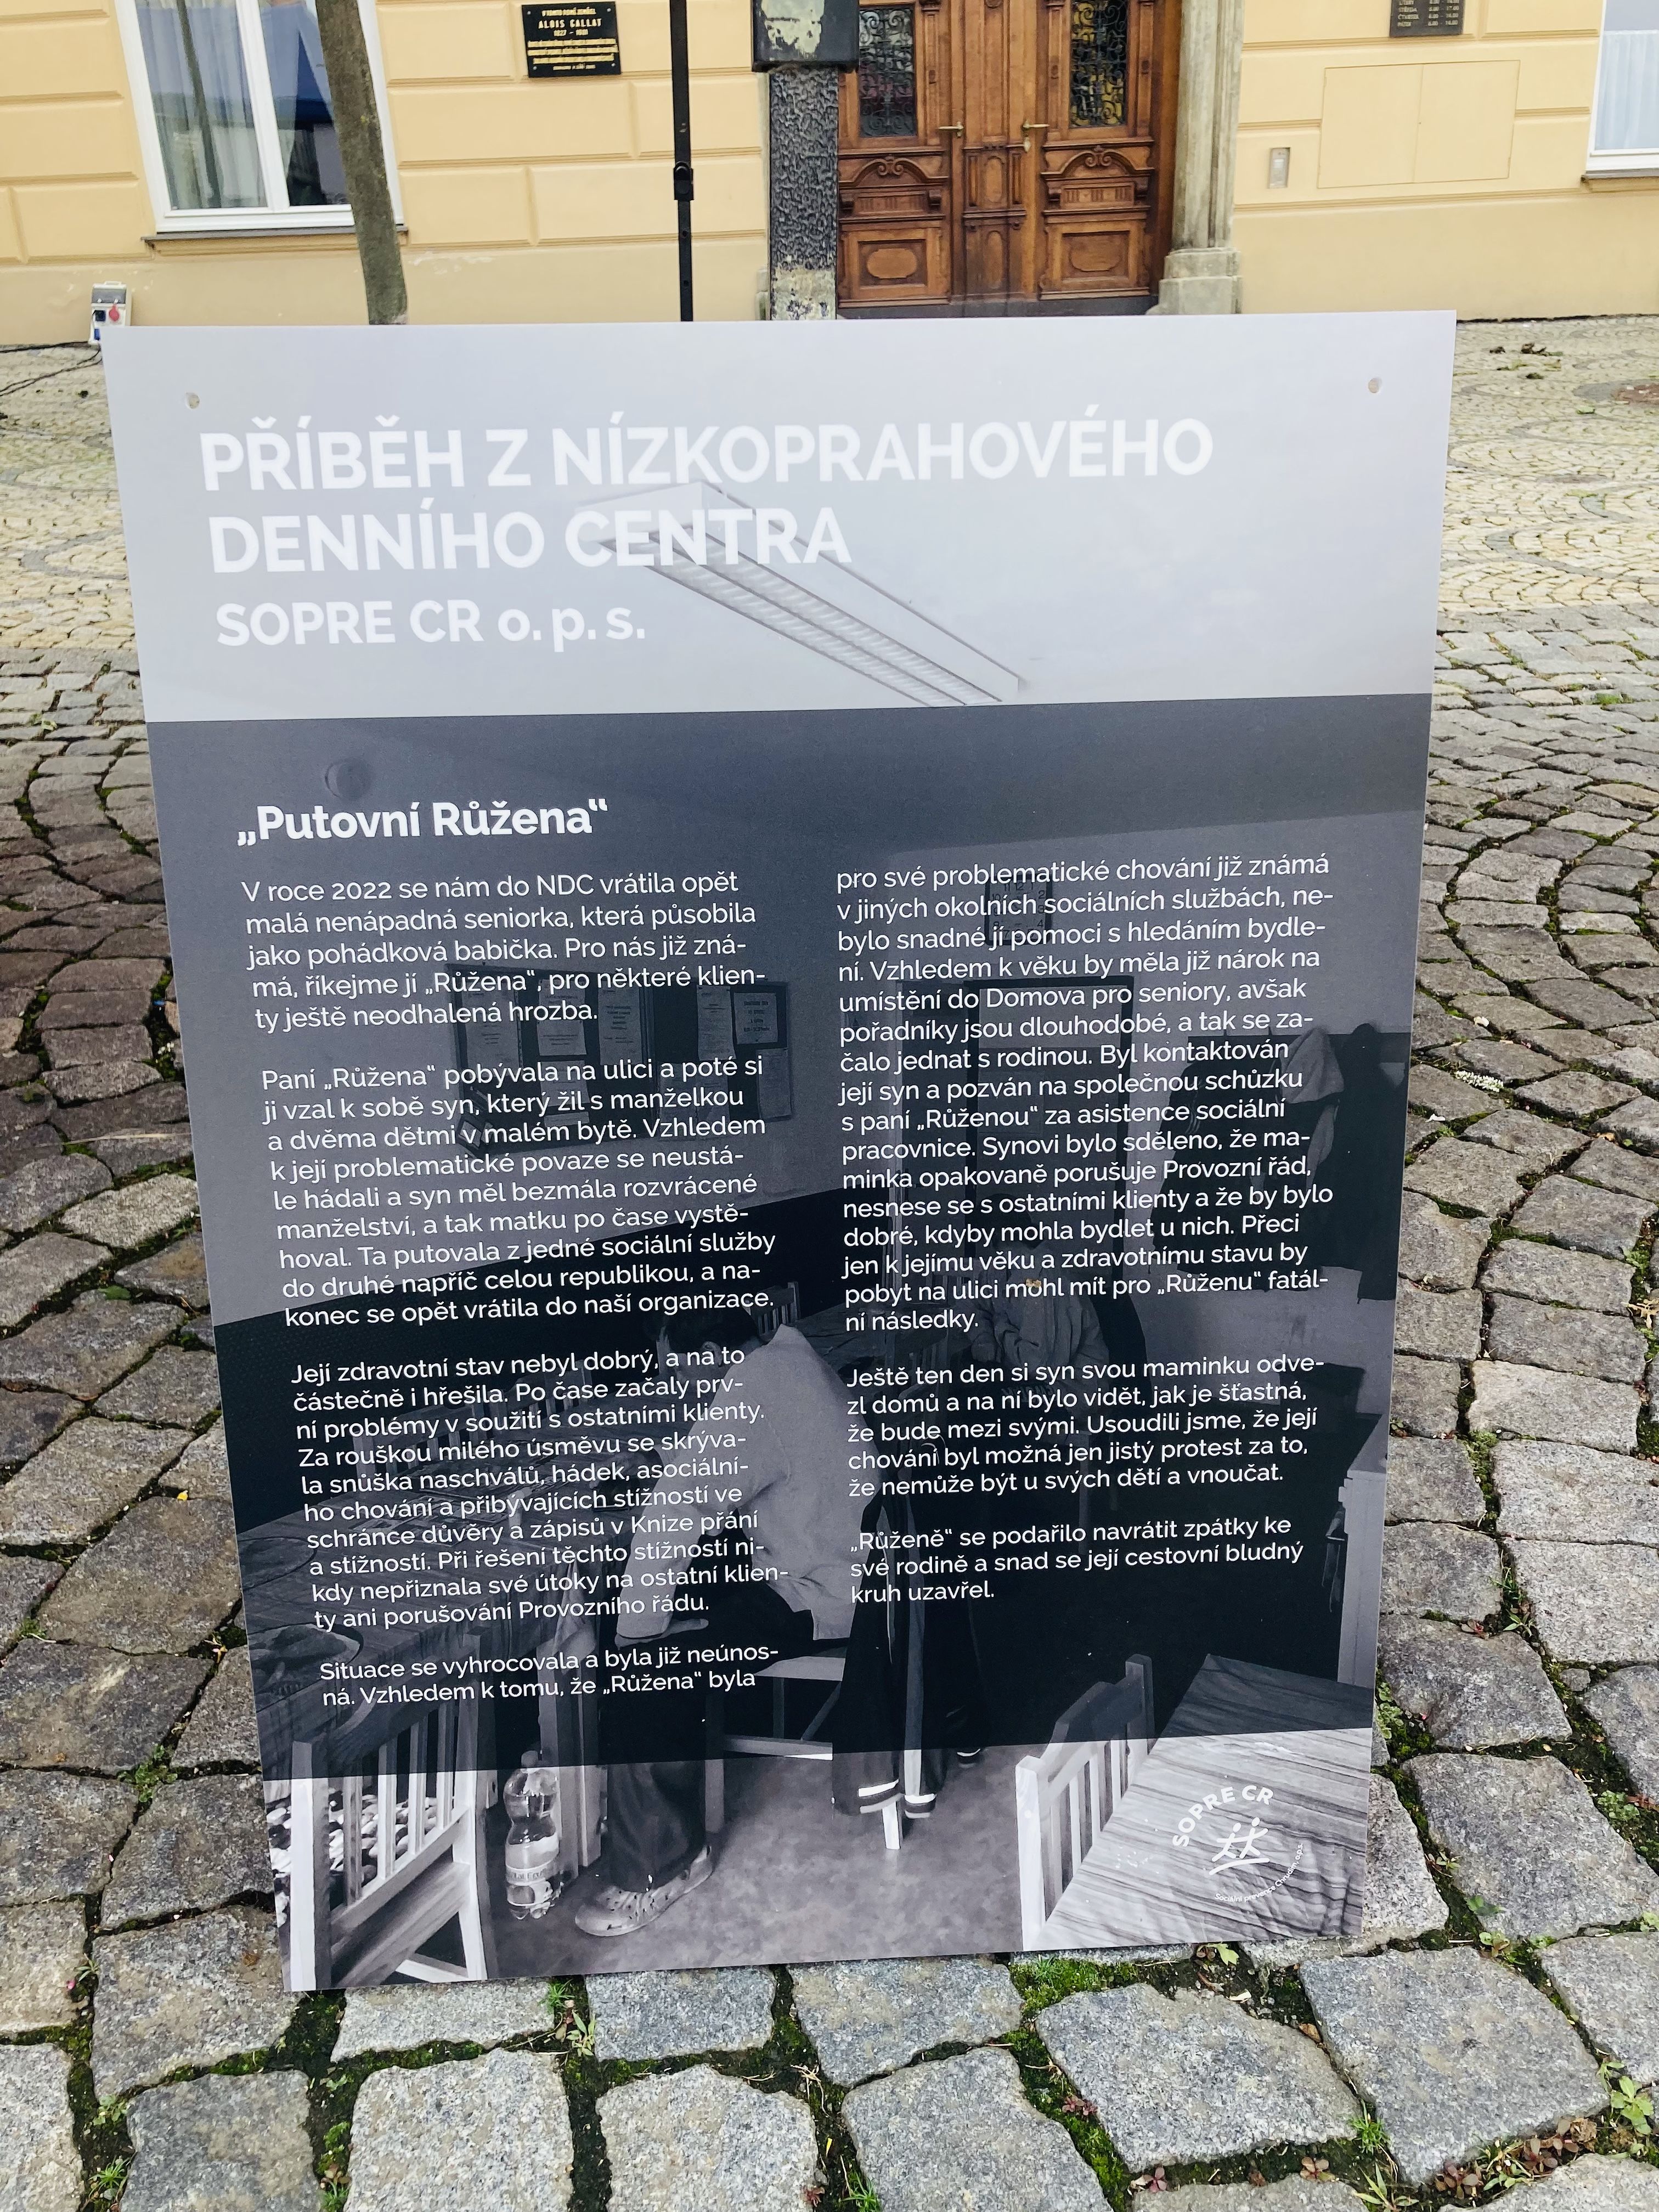 V TOMTO DOMĚ ZEMŘEL
ALOIS GALLAT
1827 - 1901
PŘÍBĚH Z NÍZKOPRAHOVÉHO
DENNÍHO CENTRA
SOPRE CR o.p.s.
„Putovní Růžena“
V roce 2022 se nám do NDC vrátila opět
malá nenápadná seniorka, která působila
jako pohádková babička. Pro nás již zná-
má, říkejme jí „Růžena“, pro některé klien-
ty ještě neodhalená hrozba.
Paní „Růžena“ pobývala na ulici a poté si
ji vzal k sobě syn, který žil s manželkou
a dvěma dětmi v malém bytě. Vzhledem
k její problematické povaze se neustá-
le hádali a syn měl bezmála rozvrácené
manželství, a tak matku po čase vystě-
hoval. Ta putovala z jedné sociální služby
do druhé napříč celou republikou, a na-
konec se opět vrátila do naší organizace.
Její zdravotní stav nebyl dobrý, a na to
částečně i hřešila. Po čase začaly prv-
ní problémy v soužití s ostatními klienty.
Za rouškou milého úsměvu se skrýva-
la snůška naschválů, hádek, asociální-
ho chování a přibývajících stížností ve
schránce důvěry a zápisů v Knize přání
a stížností. Při řešení těchto stížností ni-
kdy nepřiznala své útoky na ostatní klien-
ty ani porušování Provozního řádu.
Situace se vyhrocovala a byla již neúnos-
ná. Vzhledem k tomu, že „Růžena“ byla
pro své problematické chování již známá
v jiných okolních sociálních službách, ne-
bylo snadné jí pomoci s hledáním bydle-
ní. Vzhledem k věku by měla již nárok na
umístění do Domova pro seniory, avšak
pořadníky jsou dlouhodobé, a tak se za-
čalo jednat s rodinou. Byl kontaktován
její syn a pozván na společnou schůzku
s paní „Růženou“ za asistence sociální
pracovnice. Synovi bylo sděleno, že ma-
minka opakovaně porušuje Provozní řád,
nesnese se s ostatními klienty a že by bylo
dobré, kdyby mohla bydlet u nich. Přeci
jen k jejímu věku a zdravotnímu stavu by
pobyt na ulici mohl mít pro „Růženu“ fatál-
ní následky.
Ještě ten den si syn svou maminku odve-
zl domů a na ní bylo vidět, jak je šťastná,
že bude mezi svými. Usoudili jsme, že její
chování byl možná jen jistý protest za to,
že nemůže být u svých dětí a vnoučat.
„Růženě“ se podařilo navrátit zpátky ke
své rodině a snad se její cestovní bludný
kruh uzavřel.
SOPRE CR